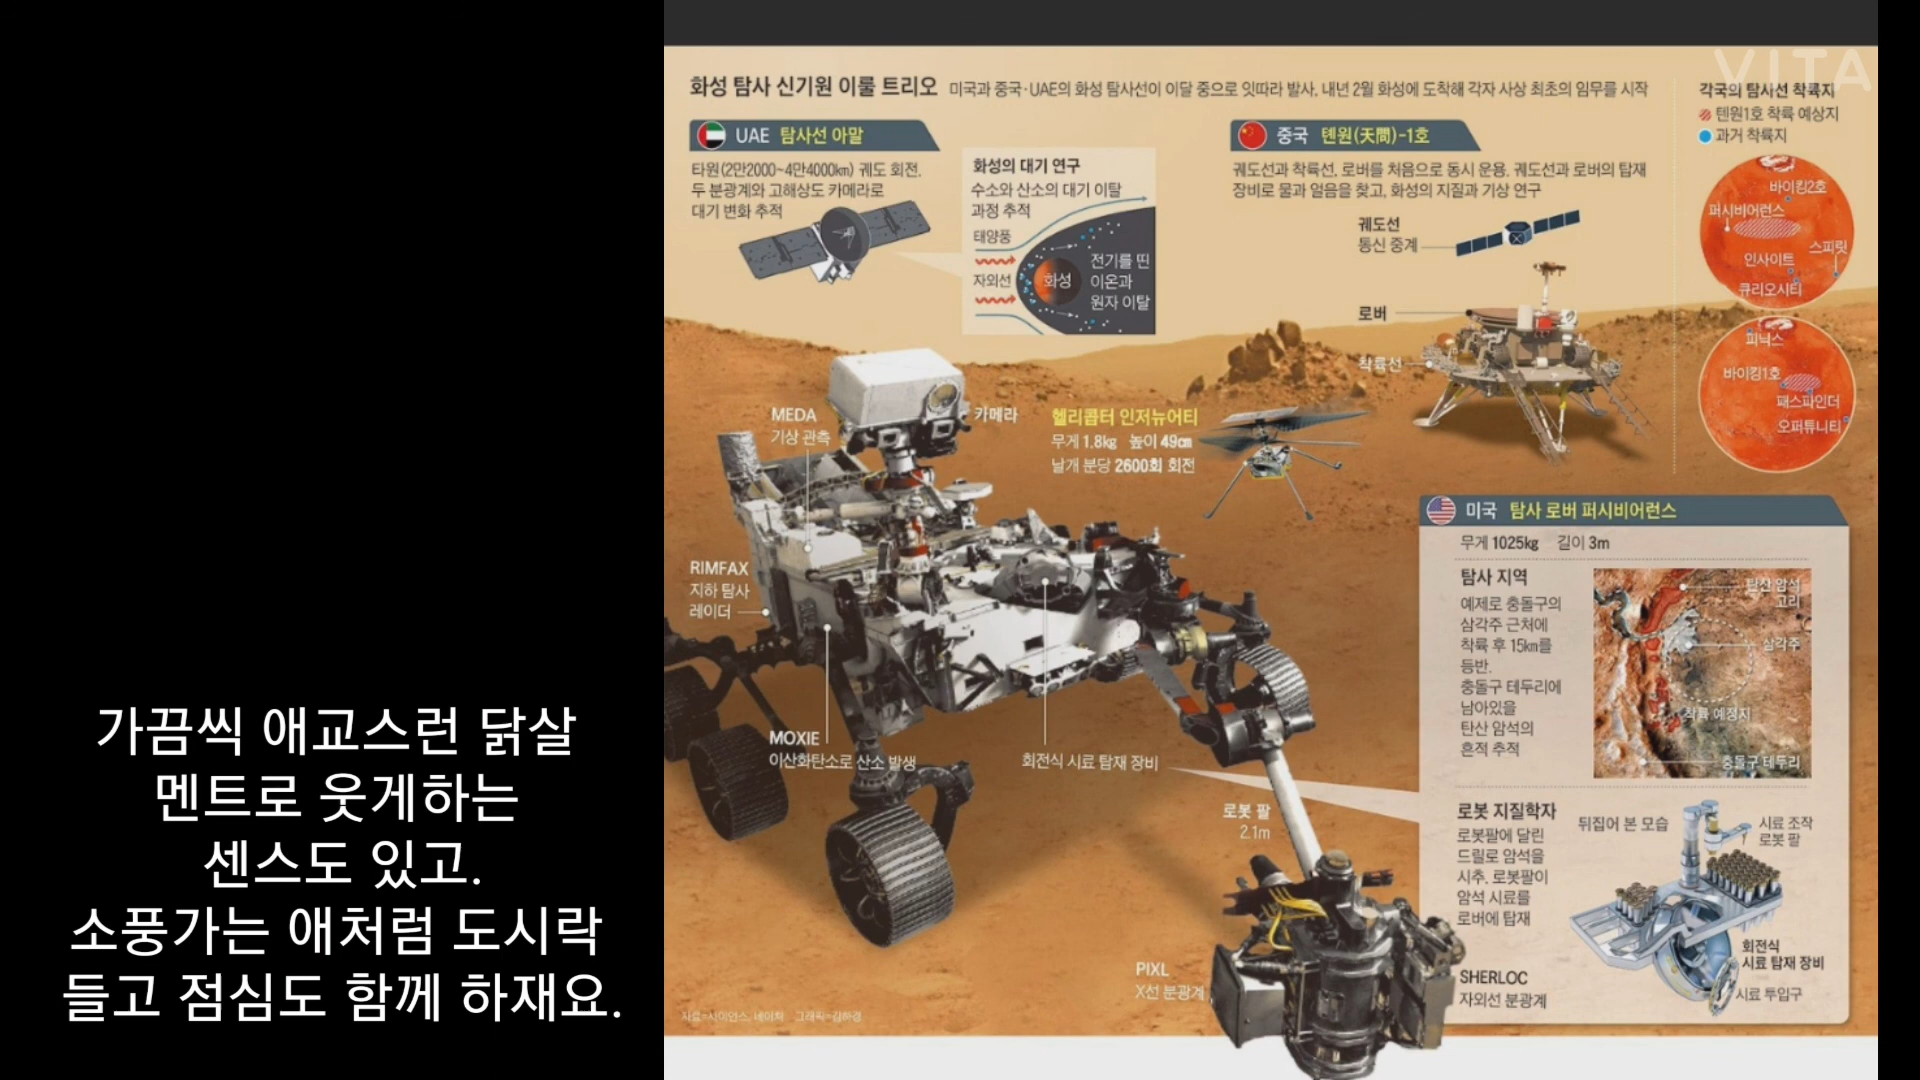 가끔씩 애교스런 닭살
멘트로 웃게하는
센스도 있고.
소풍가는 애처럼 도시락
들고 점심도 함께 하재요.
VITA
화성 탐사 신기원 이룰 트리오 미국과 중국·UAE의 화성 탐사선이 이달 중으로 잇따라 발사, 내년 2월 화성에 도착해 각자 사상 최초의 임무를 시작
UAE 탐사선 아말
타원(2만2000~4만4000km) 궤도 회전.
두 분광계와 고해상도 카메라로
대기 변화 추적
화성의 대기 연구
수소와 산소의 대기 이탈
과정 추적
태양풍
자외선
화성
전기를 띤
이온과
원자 이탈
중국 톈원(天問)-1호
궤도선과 착륙선, 로버를 처음으로 동시 운용. 궤도선과 로버의 탑재
장비로 물과 얼음을 찾고, 화성의 지질과 기상 연구
궤도선
통신 중계
로버
착륙선
각국의 탐사선 착륙지
텐원1호 착륙 예상지
과거 착륙지
바이킹2호
퍼시비어런스
스피릿
인사이트
큐리오시티
피닉스
바이킹1호
패스파인더
오퍼튜니티
MEDA
기상 관측
카메라
헬리콥터 인저뉴어티
무게 1.8kg 높이 49cm
날개 분당 2600회 회전
RIMFAX
지하 탐사
레이더
MOXIE
이산화탄소로 산소 발생
회전식 시료 탑재 장비
로봇 팔
2.1m
PIXL
X선 분광계
SHERLOC
자외선 분광계
미국 탐사 로버 퍼시비어런스
무게 1025kg 길이 3m
탐사 지역
예제로 충돌구의
삼각주 근처에
착륙 후 15km를
등반.
충돌구 테두리에
남아있을
탄산 암석의
흔적 추적
탄산 암석
고리
삼각주
착륙 예정지
충돌구 테두리
로봇 지질학자
로봇팔에 달린
드릴로 암석을
시추, 로봇팔이
암석 시료를
로버에 탑재
뒤집어 본 모습
시료 조작
로봇 팔
회전식
시료 탑재 장비
시료 투입구
자료=사이언스, 네이처 그래픽=김하경